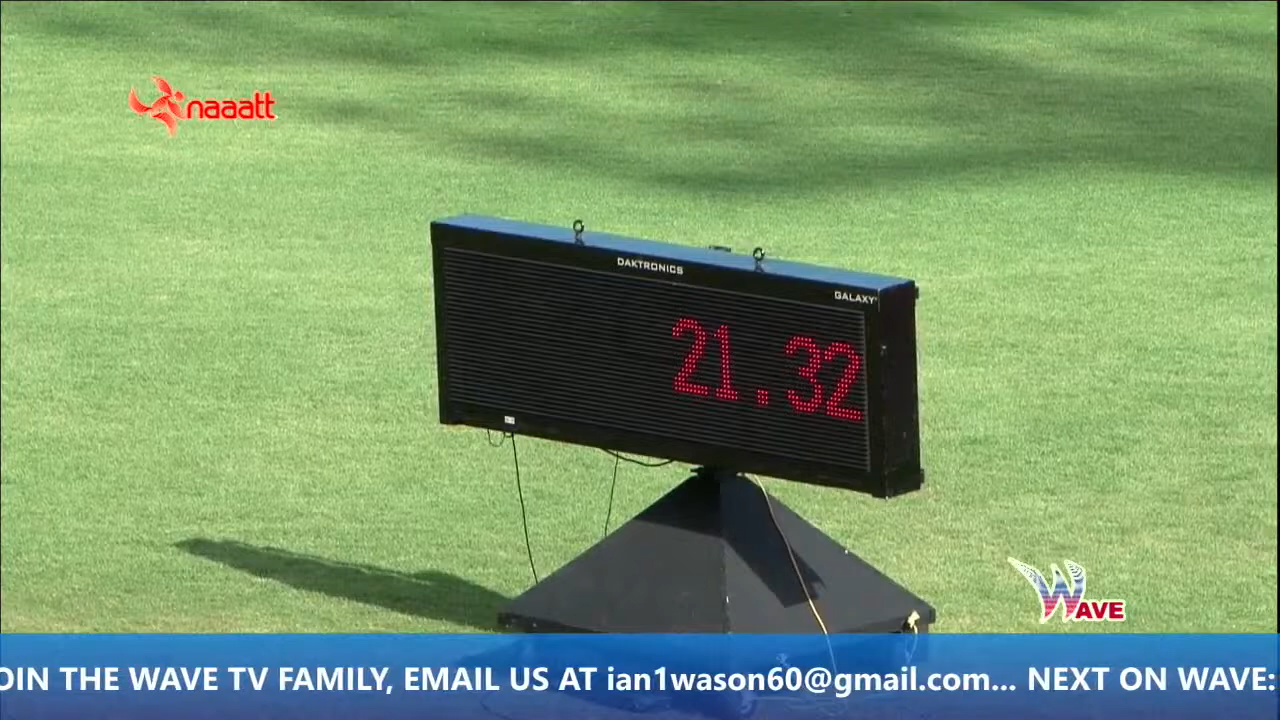 naaatt
DAKTRONICS
GALAXY
21.32
WAVE
OIN THE WAVE TV FAMILY, EMAIL US AT ian1wason60@gmail.com... NEXT ON WAVE: